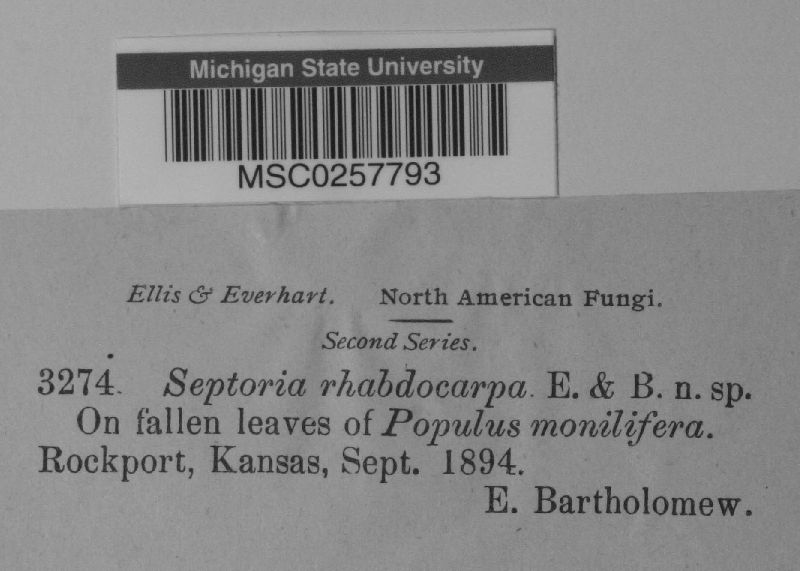 Michigan State University
MSC0257793
Ellis & Everhart. North American Fungi.
Second Series.
3274. Septoria rhabdocarpa. E. & B. n. sp.
On fallen leaves of Populus monilifera.
Rockport, Kansas, Sept. 1894.
E. Bartholomew.